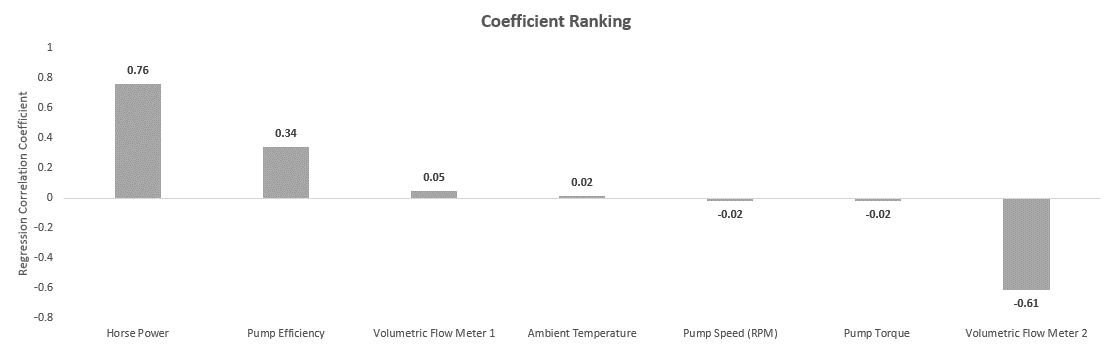 Coefficient Ranking
Regression Correlation Coefficient
1
0.8
0.6
0.4
0.2
0
-0.2
-0.4
-0.6
-0.8
0.76
0.34
0.05
0.02
-0.02
-0.02
-0.61
Horse Power
Pump Efficiency
Volumetric Flow Meter 1
Ambient Temperature
Pump Speed (RPM)
Pump Torque
Volumetric Flow Meter 2